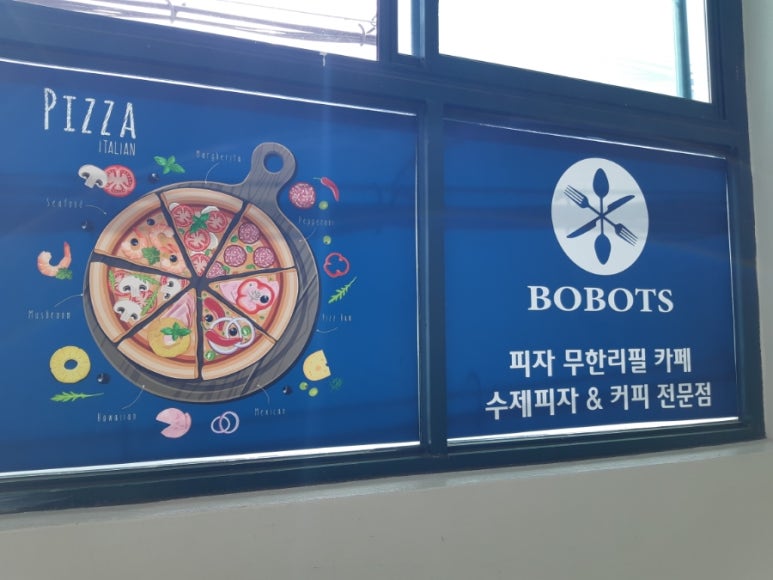 PIZZA
ITALIAN
Margherita
Seafood
Pepperoni
Mushroom
Hawaiian
Mexican
BOBOTS
피자 무한리필 카페
수제피자 & 커피 전문점